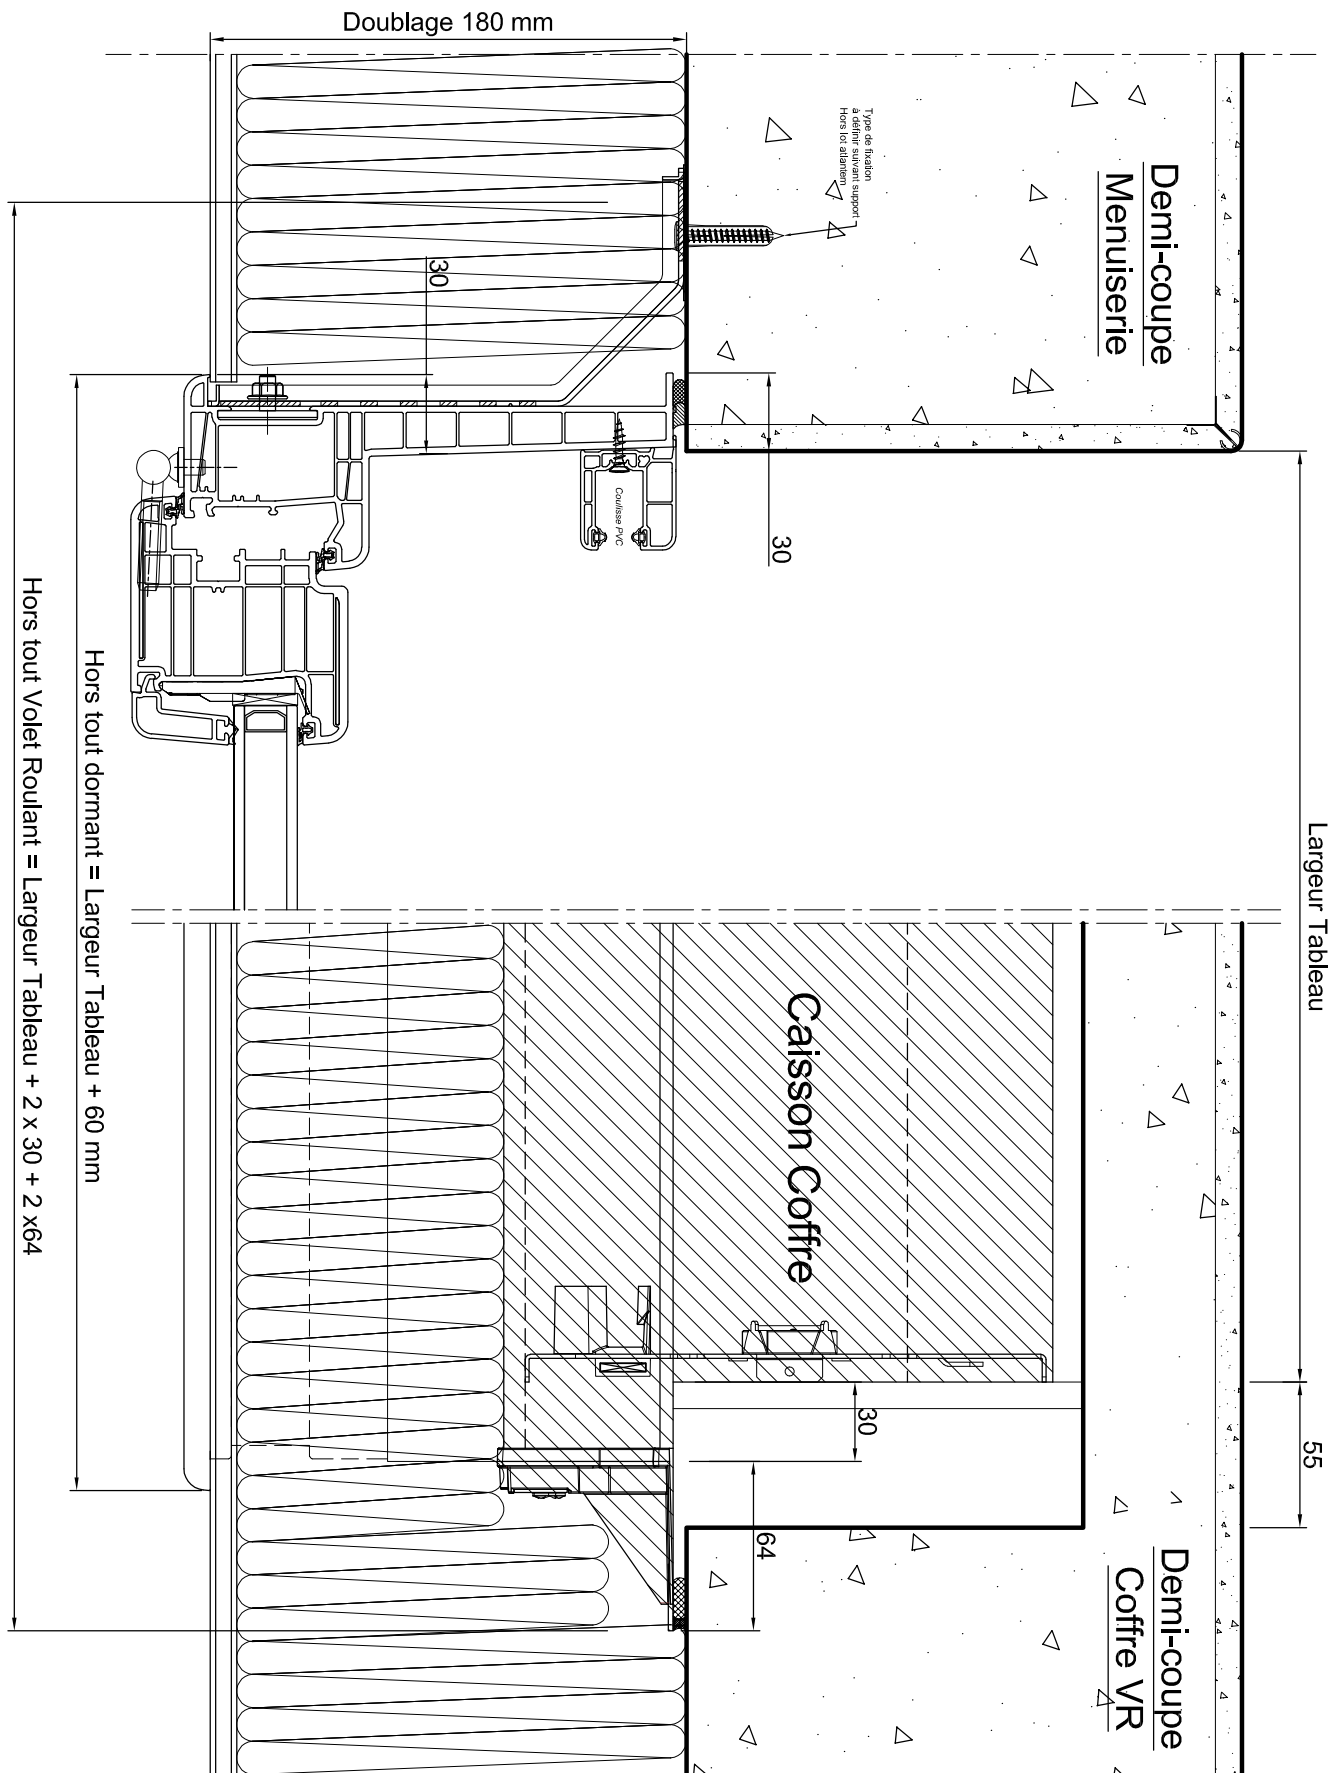 Doublage 180 mm
Type de fixation
à définir suivant support
Hors lot atlantem
Demi-coupe
Menuiserie
30
30
Coulisse PVC
Largeur Tableau
Hors tout dormant = Largeur Tableau + 60 mm
Hors tout Volet Roulant = Largeur Tableau + 2 x 30 + 2 x64
Caisson Coffre
30
55
64
Demi-coupe
Coffre VR